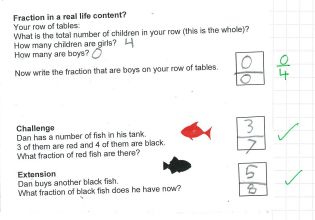 Fraction in a real life content?
Your row of tables:
What is the total number of children in your row (this is the whole)?
How many children are girls? 4
How many are boys? 0
0
0
0
4
Now write the fraction that are boys on your row of tables.
Challenge
Dan has a number of fish in his tank.
3 of them are red and 4 of them are black.
What fraction of red fish are there?
3
7
Extension
Dan buys another black fish.
What fraction of black fish does he have now?
5
8